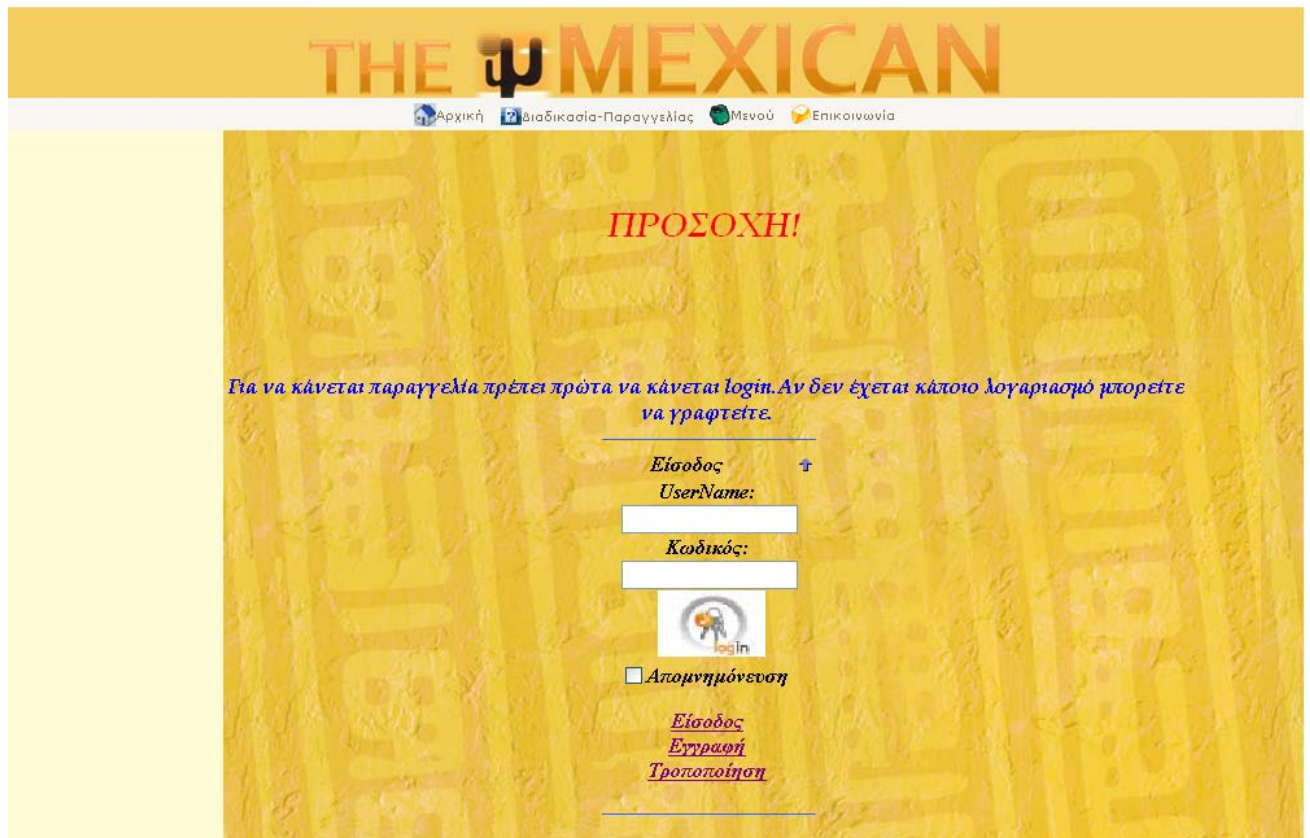 THE MEXICAN
Αρχική Διαδικασία-Παραγγελίας Μενού Επικοινωνία
ΠΡΟΣΟΧΗ!
Για να κάνεται παραγγελία πρέπει πρώτα να κάνεται login.Αν δεν έχεται κάποιο λογαριασμό μπορείτε
να γραφτείτε.
Είσοδος
UserName:
Κωδικός:
logIn
Απομνημόνευση
Είσοδος
Εγγραφή
Τροποποίηση